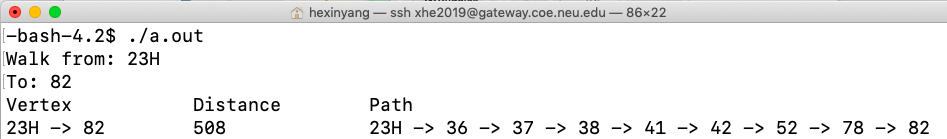 hexinyang — ssh xhe2019@gateway.coe.neu.edu — 86×22
[-bash-4.2$ ./a.out
[Walk from: 23H
[To: 82
Vertex Distance Path
23H -> 82 508 23H -> 36 -> 37 -> 38 -> 41 -> 42 -> 52 -> 78 -> 82